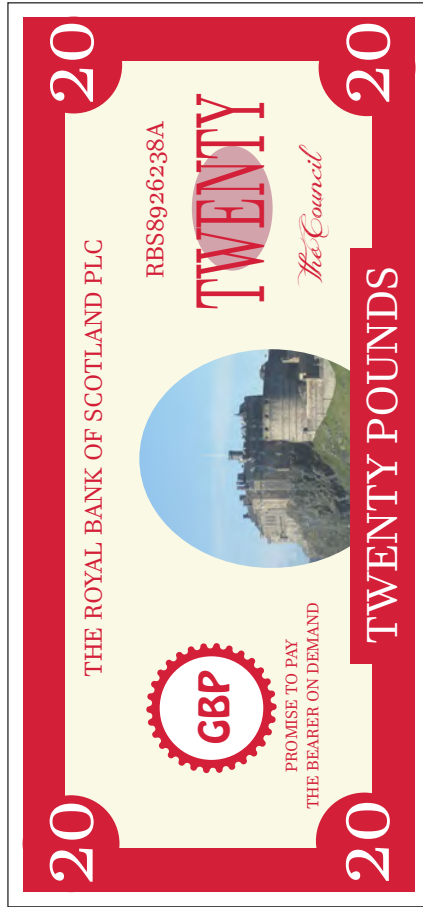 20
20
THE ROYAL BANK OF SCOTLAND PLC
RBS8926238A
GBP
TWENTY
PROMISE TO PAY
THE BEARER ON DEMAND
the Council
20
TWENTY POUNDS
20